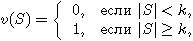 v(S) = { 0, если |S| < k,
1, если |S| ≥ k.